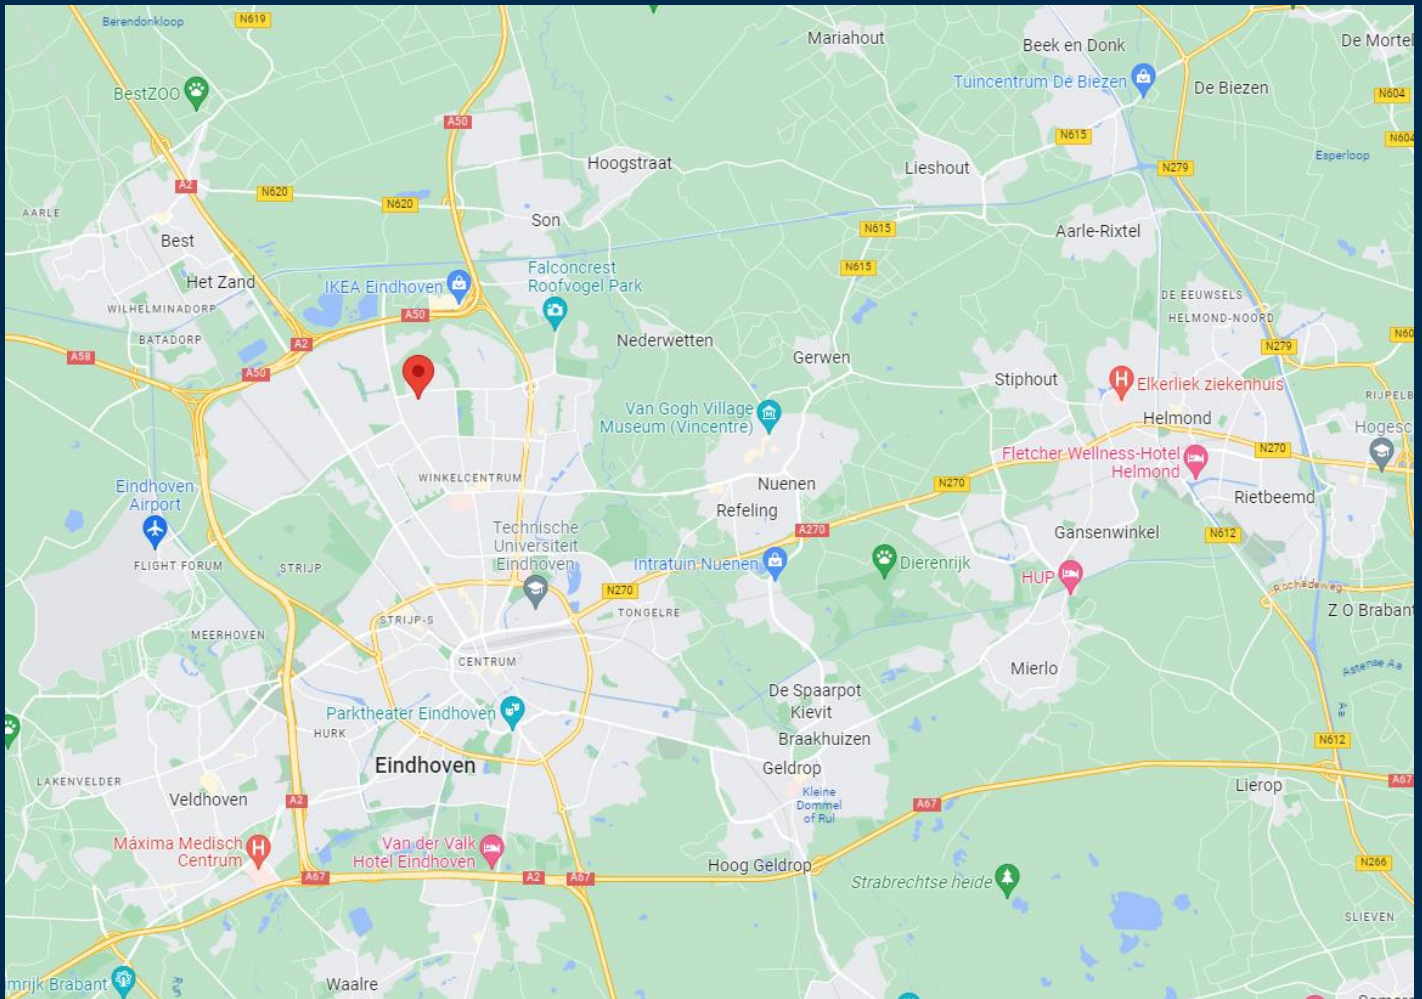 Berendonkloop
N619
Mariahout
Beek en Donk
De Mortel
BestZOO
Tuincentrum De Biezen
De Biezen
N604
A50
N615
N604
Hoogstraat
Lieshout
N279
Esperloop
A2
N620
N620
AARLE
Son
N615
Aarle-Rixtel
Best
Falconcrest
Roofvogel Park
N615
Het Zand
IKEA Eindhoven
DE EEUWSELS
WILHELMINADORP
A50
HELMOND-NOORD
BATADORP
A2
Nederwetten
N279
A58
Gerwen
A50
Stiphout
Elkerliek ziekenhuis
RIJPELB
Van Gogh Village
Museum (Vincentre)
Helmond
Hogesc
Fletcher Wellness-Hotel
Helmond
N270
WINKELCENTRUM
Nuenen
N270
Eindhoven
Airport
Rietbeemd
Refeling
Technische
Universiteit
Eindhoven
A270
Gansenwinkel
N612
FLIGHT FORUM
STRIJP
Intratuin Nuenen
Dierenrijk
HUP
N270
Rochadeweg
STRIJP-S
TONGELRE
Z O Brabant
MEERHOVEN
CENTRUM
Mierlo
Astense Aa
De Spaarpot
Kievit
Aa
Parktheater Eindhoven
HURK
Braakhuizen
N612
Eindhoven
Geldrop
LAKENVELDER
Lierop
A67
Veldhoven
A2
Kleine
Dommel
of Rul
A67
Máxima Medisch
Centrum
Van der Valk
Hotel Eindhoven
Hoog Geldrop
N266
A67
A2
A67
Strabrechtse heide
SLIEVEN
imrijk Brabant
Run
Waalre